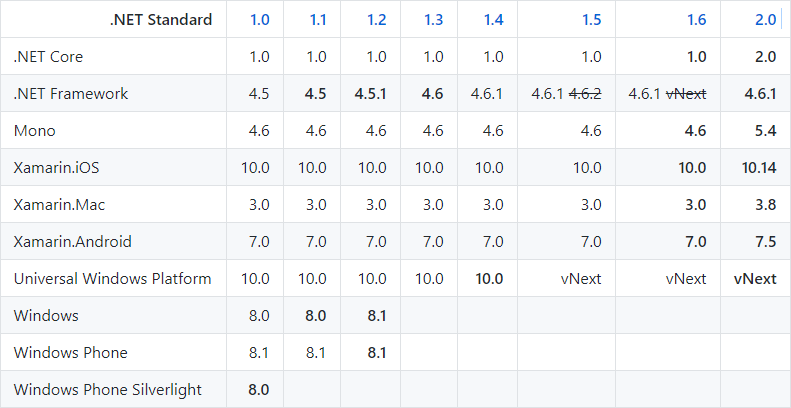 .NET Standard 1.0 1.1 1.2 1.3 1.4 1.5 1.6 2.0
.NET Core 1.0 1.0 1.0 1.0 1.0 1.0 1.0 2.0
.NET Framework 4.5 4.5 4.5.1 4.6 4.6.1 4.6.1 4.6.2 4.6.1 vNext 4.6.1
Mono 4.6 4.6 4.6 4.6 4.6 4.6 4.6 5.4
Xamarin.iOS 10.0 10.0 10.0 10.0 10.0 10.0 10.0 10.14
Xamarin.Mac 3.0 3.0 3.0 3.0 3.0 3.0 3.0 3.8
Xamarin.Android 7.0 7.0 7.0 7.0 7.0 7.0 7.0 7.5
Universal Windows Platform 10.0 10.0 10.0 10.0 10.0 vNext vNext vNext
Windows 8.0 8.0 8.1
Windows Phone 8.1 8.1 8.1
Windows Phone Silverlight 8.0